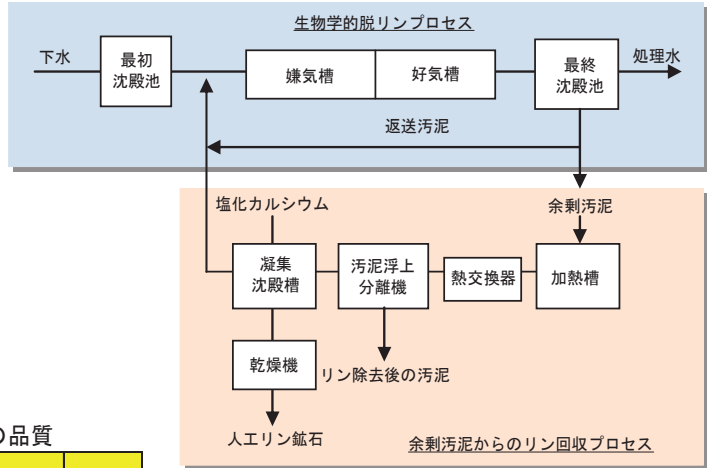 生物学的脱リンプロセス
下水
最初
沈殿池
嫌気槽
好気槽
最終
沈殿池
処理水
返送汚泥
塩化カルシウム
余剰汚泥
凝集
沈殿槽
汚泥浮上
分離機
熱交換器
加熱槽
乾燥機
リン除去後の汚泥
人工リン鉱石
余剰汚泥からのリン回収プロセス
の品質